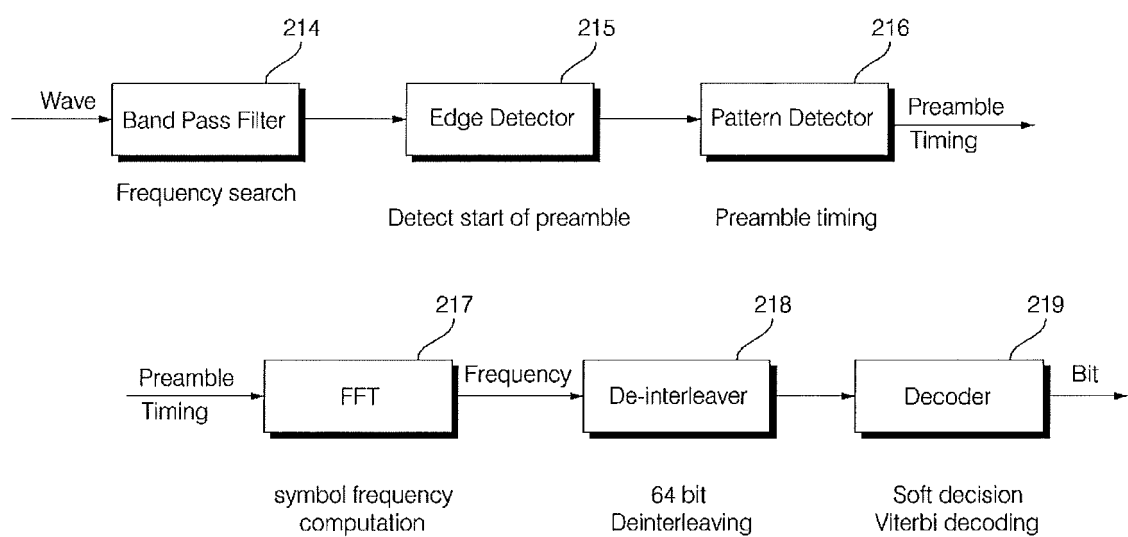 214
215
216
Wave
Band Pass Filter
Edge Detector
Pattern Detector
Preamble
Timing
Frequency search
Detect start of preamble
Preamble timing
217
218
219
Preamble
Timing
FFT
Frequency
De-interleaver
Decoder
Bit
symbol frequency
computation
64 bit
Deinterleaving
Soft decision
Viterbi decoding